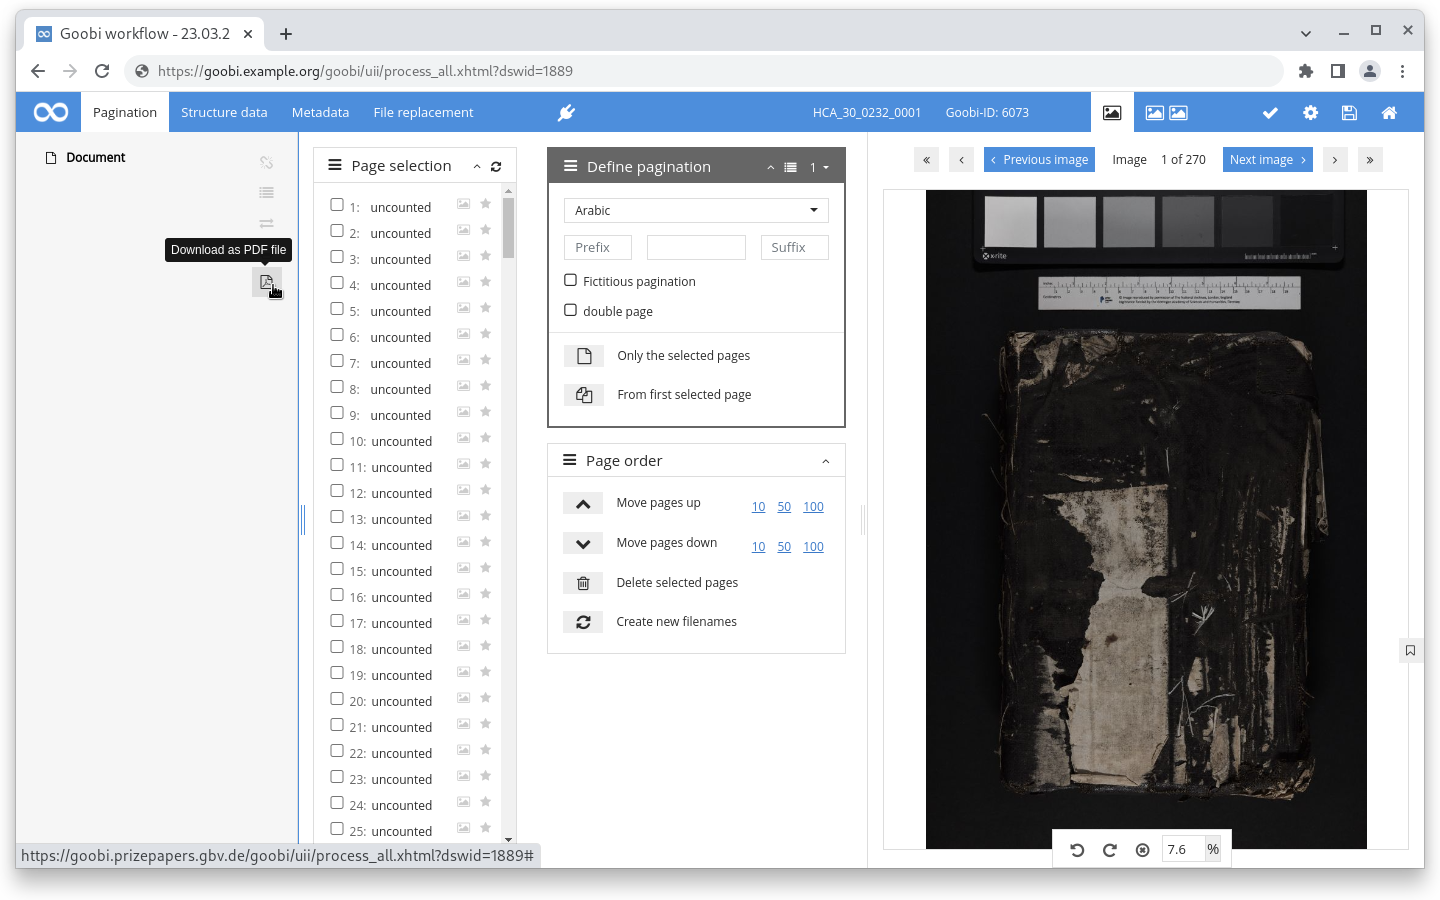 Goobi workflow - 23.03.2
https://goobi.example.org/goobi/uii/process_all.xhtml?dswid=1889
Pagination Structure data Metadata File replacement HCA_30_0232_0001 Goobi-ID: 6073
Document
Download as PDF file
Page selection
1: uncounted
2: uncounted
3: uncounted
4: uncounted
5: uncounted
6: uncounted
7: uncounted
8: uncounted
9: uncounted
10: uncounted
11: uncounted
12: uncounted
13: uncounted
14: uncounted
15: uncounted
16: uncounted
17: uncounted
18: uncounted
19: uncounted
20: uncounted
21: uncounted
22: uncounted
23: uncounted
24: uncounted
25: uncounted
Define pagination 1
Arabic
Prefix Suffix
Fictitious pagination
double page
Only the selected pages
From first selected page
Page order
Move pages up 10 50 100
Move pages down 10 50 100
Delete selected pages
Create new filenames
« ‹ ‹ Previous image Image 1 of 270 Next image › › »
x-rite
7.6 %
https://goobi.prizepapers.gbv.de/goobi/uii/process_all.xhtml?dswid=1889#